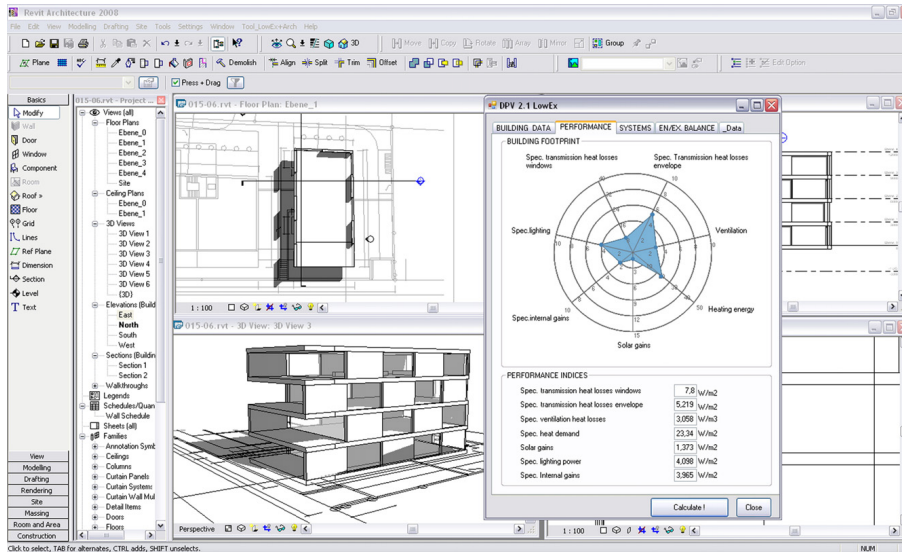 Revit Architecture 2008
File Edit View Modelling Drafting Site Tools Settings Window Tool_LowEx+Arch Help
3D Move Copy Rotate Array Mirror Group
Plane Demolish Align Split Trim Offset Edit Option
Press + Drag
Basics
Modify
Wall
Door
Window
Component
Room
Roof »
Floor
Grid
Lines
Ref Plane
Dimension
Section
Level
Text
View
Modelling
Drafting
Rendering
Site
Massing
Room and Area
Construction
015-06.rvt - Project ...
Views (all)
Floor Plans
Ebene_0
Ebene_1
Ebene_2
Ebene_3
Ebene_4
Site
Ceiling Plans
Ebene_0
Ebene_1
3D Views
3D View 1
3D View 2
3D View 3
3D View 4
3D View 5
3D View 6
{3D}
Elevations (Build
East
North
South
West
Sections (Buildin
Section 1
Section 2
Walkthroughs
Legends
Schedules/Quan
Wall Schedule
Sheets (all)
Families
Annotation Symb
Ceilings
Columns
Curtain Panels
Curtain Systems
Curtain Wall Mul
Detail Items
Doors
Floors
015-06.rvt - Floor Plan: Ebene_1
1 : 100
015-06.rvt - 3D View: 3D View 3
Perspective
DPV 2.1 LowEx
BUILDING DATA PERFORMANCE SYSTEMS EN/EX. BALANCE _Data
BUILDING FOOTPRINT
Spec. transmission heat losses
windows
Spec. Transmission heat losses
envelope
Spec.lighting
Ventilation
Spec.internal gains
Heating energy
Solar gains
PERFORMANCE INDICES
Spec. transmission heat losses windows 7,8 W/m2
Spec. transmission heat losses envelope 5,219 W/m2
Spec. ventilation heat losses 3,058 W/m3
Spec. heat demand 23,34 W/m2
Solar gains 1,373 W/m2
Spec. lighting power 4,098 W/m2
Spec. Internal gains 3,965 W/m2
Calculate ! Close
1 : 100
Click to select, TAB for alternates, CTRL adds, SHIFT unselects. NUM